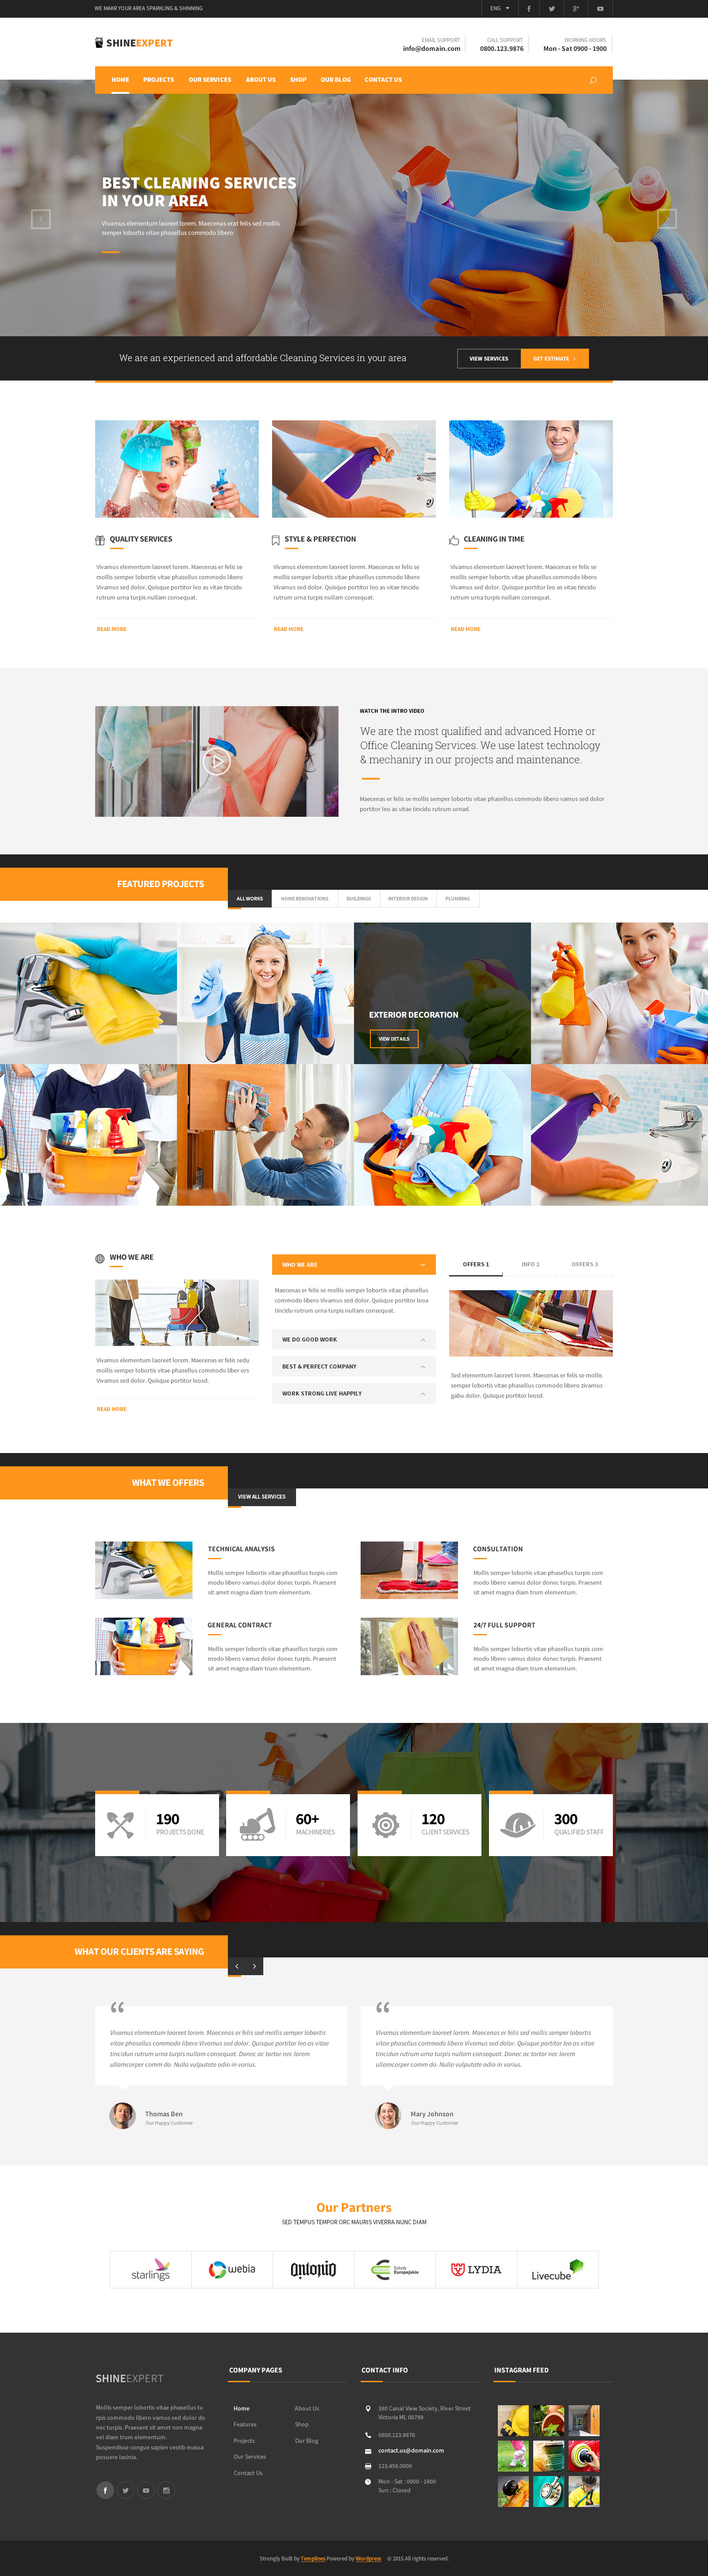 WE MAKR YOUR AREA SPARKLING & SHINNING
ENG
SHINEEXPERT
EMAIL SUPPORT
info@domain.com
CALL SUPPORT
0800.123.9876
WORKING HOURS
Mon - Sat 0900 - 1900
HOME
PROJECTS
OUR SERVICES
ABOUT US
SHOP
OUR BLOG
CONTACT US
BEST CLEANING SERVICES
IN YOUR AREA
Vivamus elementum laoreet lorem. Maecenas erat felis sed mollis
semper lobortis vitae phasellus commodo libero
We are an experienced and affordable Cleaning Services in your area
VIEW SERVICES
GET ESTIMATE
QUALITY SERVICES
Vivamus elementum laoreet lorem. Maecenas er felis se
mollis semper lobortis vitae phasellus commodo libero
Vivamus sed dolor. Quisque portitor leo as vitae tincidu
rutrum urna turpis nullam consequat.
READ MORE
STYLE & PERFECTION
Vivamus elementum laoreet lorem. Maecenas er felis se
mollis semper lobortis vitae phasellus commodo libero
Vivamus sed dolor. Quisque portitor leo as vitae tincidu
rutrum urna turpis nullam consequat.
READ MORE
CLEANING IN TIME
Vivamus elementum laoreet lorem. Maecenas er felis se
mollis semper lobortis vitae phasellus commodo libero
Vivamus sed dolor. Quisque portitor leo as vitae tincidu
rutrum urna turpis nullam consequat.
READ MORE
WATCH THE INTRO VIDEO
We are the most qualified and advanced Home or
Office Cleaning Services. We use latest technology
& mechaniry in our projects and maintenance.
Maecenas er felis se mollis semper lobortis vitae phasellus commodo libero vamus sed dolor
portitor leo as vitae tincidu rutrum urnad.
FEATURED PROJECTS
ALL WORKS
HOME RENOVATIONS
BUILDINGS
INTERIOR DESIGN
PLUMBING
EXTERIOR DECORATION
VIEW DETAILS
WHO WE ARE
Vivamus elementum laoreet lorem. Maecenas er felis sedu
mollis semper lobortis vitae phasellus commodo liber ors
Vivamus sed dolor. Quisque portitor leosd.
READ MORE
WHO WE ARE
Maecenas er felis se mollis semper lobortis vitae phasellus
commodo libero Vivamus sed dolor. Quisque portitor leoa
tincidu rutrum urna turpis nullam consequat.
WE DO GOOD WORK
BEST & PERFECT COMPANY
WORK STRONG LIVE HAPPILY
OFFERS 1
INFO 2
OFFERS 3
Sed elementum laoreet lorem. Maecenas er felis se mollis
semper lobortis vitae phasellus commodo libero zivamus
gabu dolor. Quisque portitor leosd.
WHAT WE OFFERS
VIEW ALL SERVICES
TECHNICAL ANALYSIS
Mollis semper lobortis vitae phasellus turpis com
modo libero vamus dolor donec turpis. Praesent
sit amet magna diam trum elementum.
CONSULTATION
Mollis semper lobortis vitae phasellus turpis com
modo libero vamus dolor donec turpis. Praesent
sit amet magna diam trum elementum.
GENERAL CONTRACT
Mollis semper lobortis vitae phasellus turpis com
modo libero vamus dolor donec turpis. Praesent
sit amet magna diam trum elementum.
24/7 FULL SUPPORT
Mollis semper lobortis vitae phasellus turpis com
modo libero vamus dolor donec turpis. Praesent
sit amet magna diam trum elementum.
190
PROJECTS DONE
60+
MACHINERIES
120
CLIENT SERVICES
300
QUALIFIED STAFF
WHAT OUR CLIENTS ARE SAYING
Vivamus elementum laoreet lorem. Maecenas er felis sed mollis semper lobortis
vitae phasellus commodo libero Vivamus sed dolor. Quisque portitor leo as vitae
tincidun rutrum urna turpis nullam consequat. Donec ac tortor nec lorem
ullamcorper comm do. Nulla vulputate odio in varius.
Thomas Ben
Our Happy Customer
Vivamus elementum laoreet lorem. Maecenas er felis sed mollis semper lobortis
vitae phasellus commodo libero Vivamus sed dolor. Quisque portitor leo as vitae
tincidun rutrum urna turpis nullam consequat. Donec ac tortor nec lorem
ullamcorper comm do. Nulla vulputate odio in varius.
Mary Johnson
Our Happy Customer
Our Partners
SED TEMPUS TEMPOR ORC MAURIS VIVERRA NUNC DIAM
starlings
webia
Antonio
Szkoły
Europejskie
LYDIA
Livecube
SHINEEXPERT
Mollis semper lobortis vitae phasellus tu
rpis commodo libero vamus sed dolor do
nec turpis. Praesent sit amet non magna
vel diam trum elementum.
Suspendisse congue sapien vestib massa
posuere lacinia.
COMPANY PAGES
Home
Features
Projects
Our Services
Contact Us
About Us
Shop
Our Blog
CONTACT INFO
380 Canal View Society, River Street
Victoria ML 00789
0800.123.9876
contact.us@domain.com
123.456.0000
Mon - Sat : 0900 - 1900
Sun : Closed
INSTAGRAM FEED
Strongly Built by Templines Powered by Wordpress © 2015 All rights reserved.